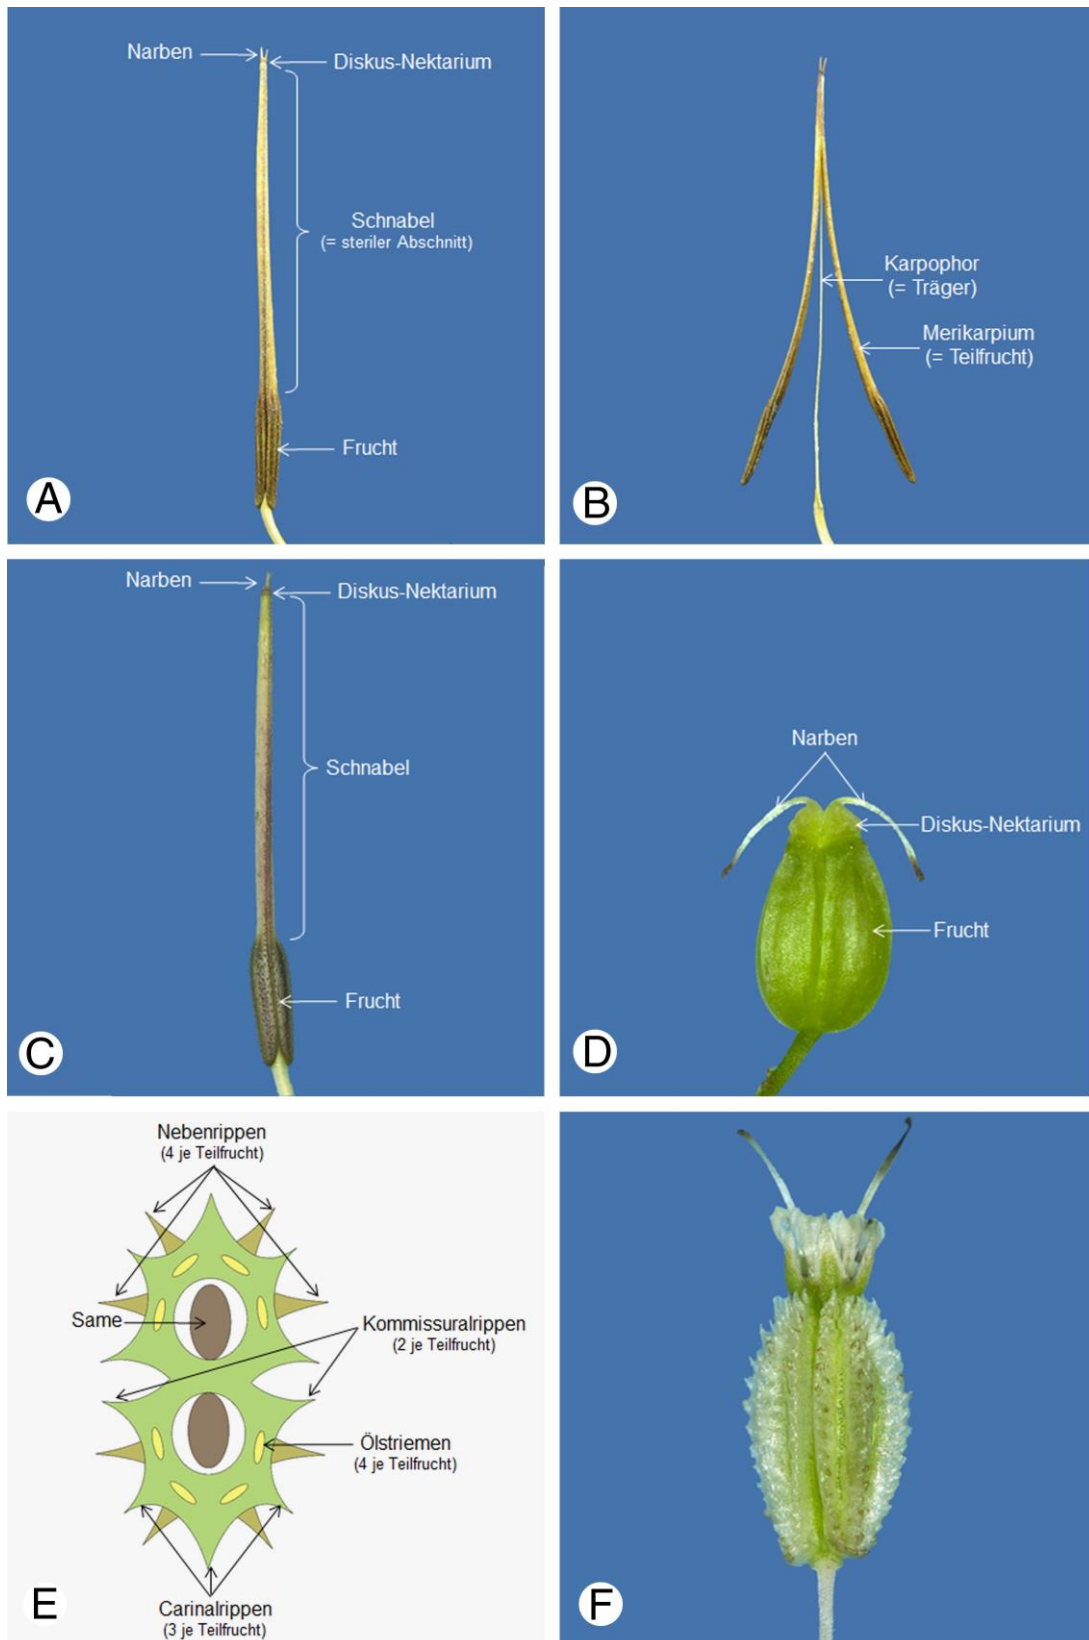 Narben
Diskus-Nektarium
Schnabel
(= steriler Abschnitt)
Frucht
A
Karpophor
(= Träger)
Merikarpium
(= Teilfrucht)
B
Narben
Diskus-Nektarium
Schnabel
Frucht
C
Narben
Diskus-Nektarium
Frucht
D
Nebenrippen
(4 je Teilfrucht)
Same
Kommissuralrippen
(2 je Teilfrucht)
Ölstriemen
(4 je Teilfrucht)
Carinalrippen
(3 je Teilfrucht)
E
F